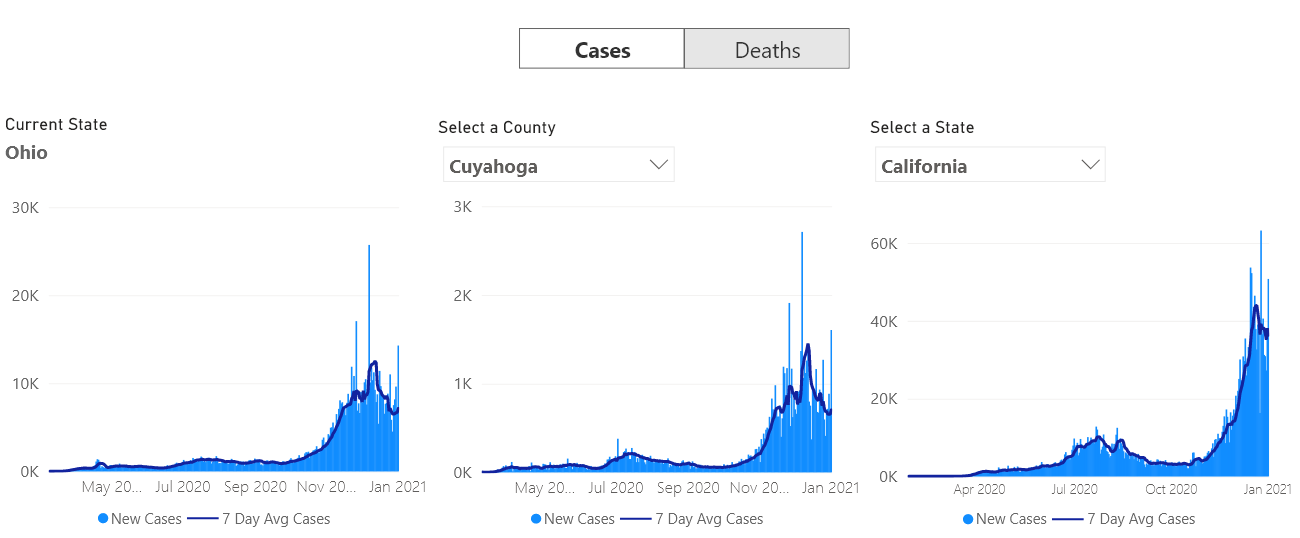 Cases Deaths
Current State
Ohio
30K
20K
10K
0K
May 20... Jul 2020 Sep 2020 Nov 20... Jan 2021
New Cases 7 Day Avg Cases
Select a County
Cuyahoga
3K
2K
1K
0K
May 20... Jul 2020 Sep 2020 Nov 20... Jan 2021
New Cases 7 Day Avg Cases
Select a State
California
60K
40K
20K
0K
Apr 2020 Jul 2020 Oct 2020 Jan 2021
New Cases 7 Day Avg Cases